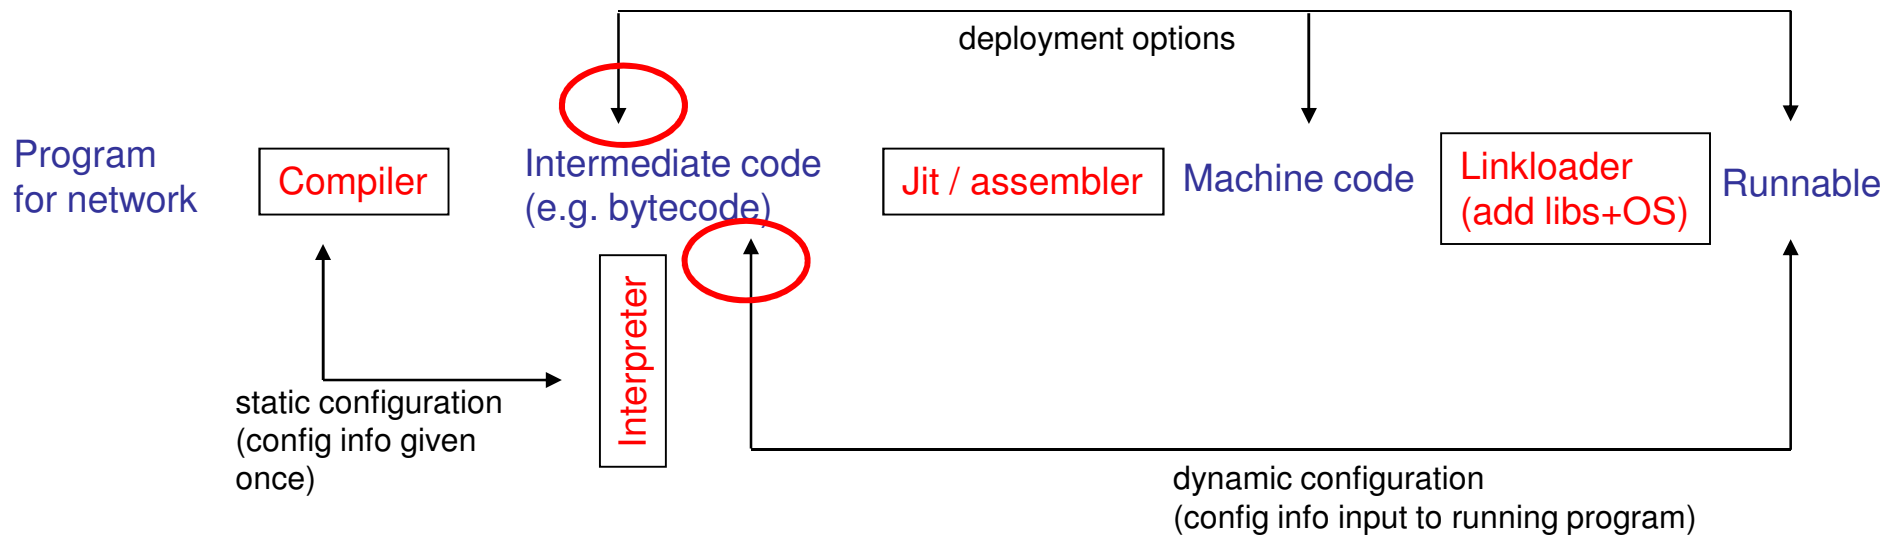 deployment options
Program
for network
Compiler
Intermediate code
(e.g. bytecode)
Jit / assembler
Machine code
Linkloader
(add libs+OS)
Runnable
Interpreter
static configuration
(config info given
once)
dynamic configuration
(config info input to running program)